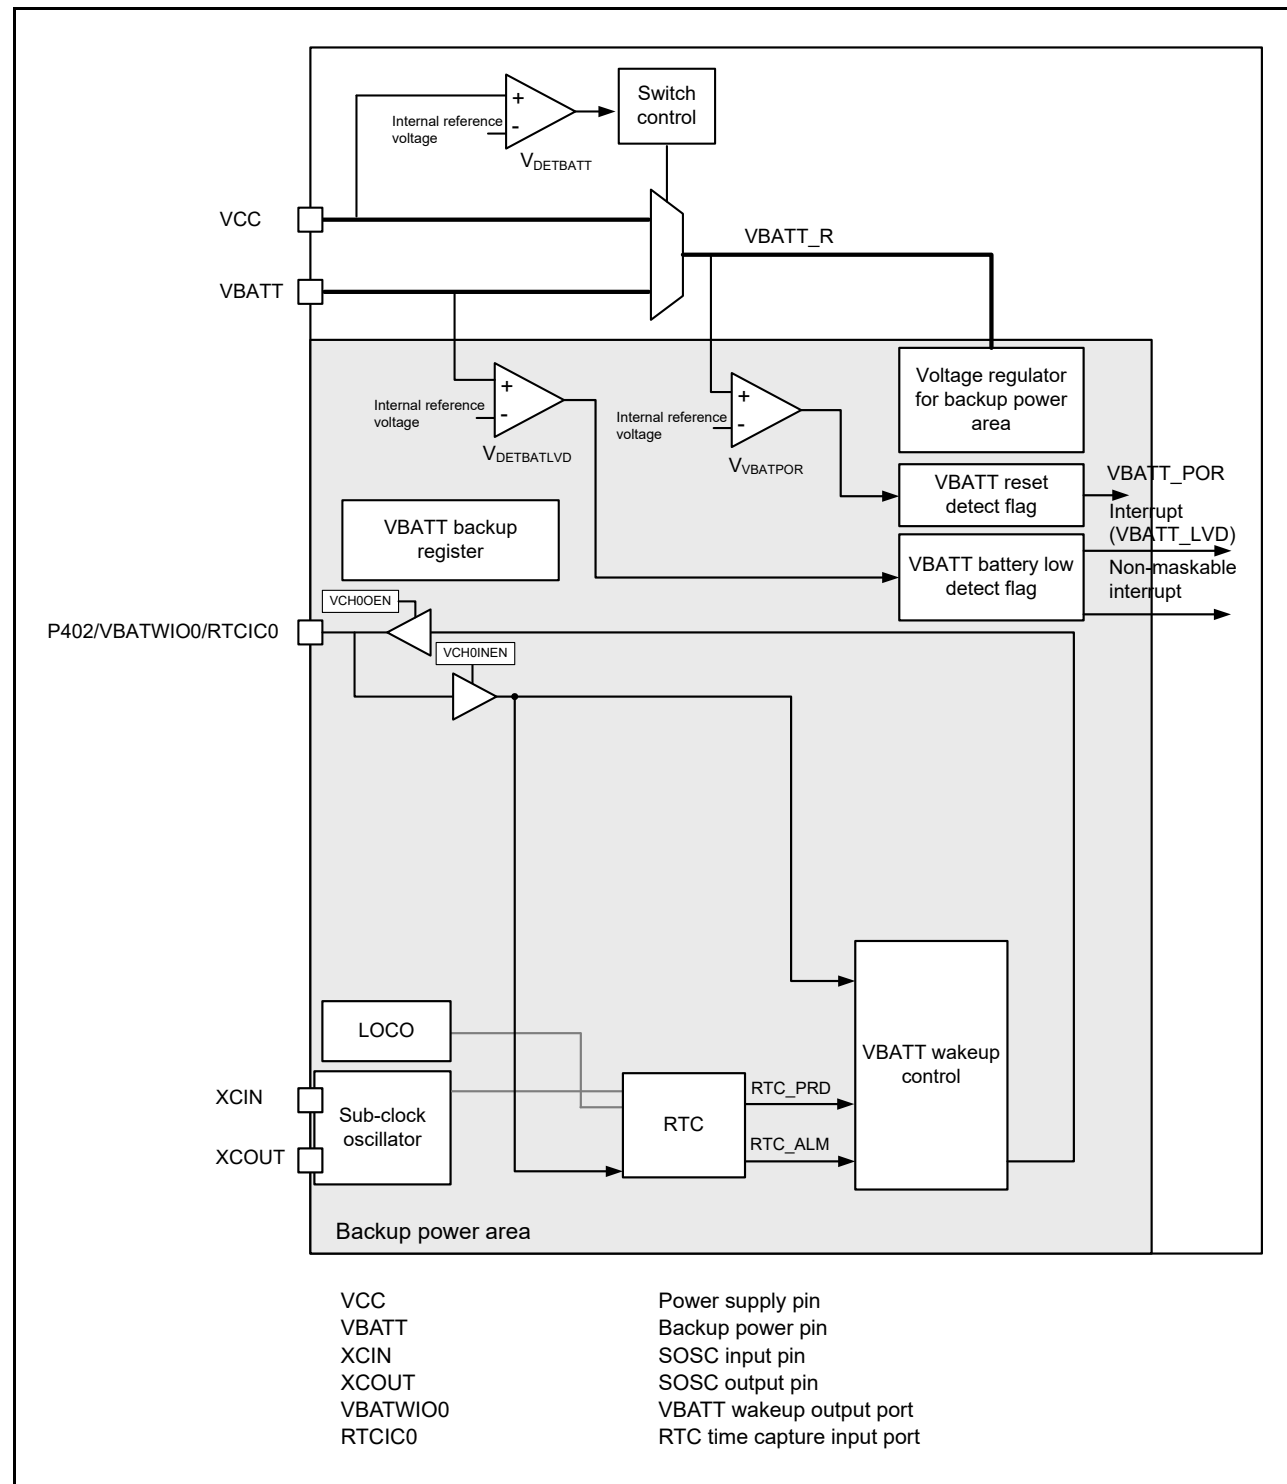 Switch
control
+
Internal reference
voltage
-
VDETBATT
VCC
VBATT_R
VBATT
Voltage regulator
for backup power
area
+
Internal reference
voltage
-
VDETBATLVD
+
Internal reference
voltage
-
VVBATPOR
VBATT reset
detect flag
VBATT_POR
Interrupt
(VBATT_LVD)
VBATT backup
register
VBATT battery low
detect flag
Non-maskable
interrupt
VCH0OEN
P402/VBATWIO0/RTCIC0
VCH0INEN
LOCO
VBATT wakeup
control
XCIN
Sub-clock
oscillator
XCOUT
RTC
RTC_PRD
RTC_ALM
Backup power area
VCC Power supply pin
VBATT Backup power pin
XCIN SOSC input pin
XCOUT SOSC output pin
VBATWIO0 VBATT wakeup output port
RTCIC0 RTC time capture input port